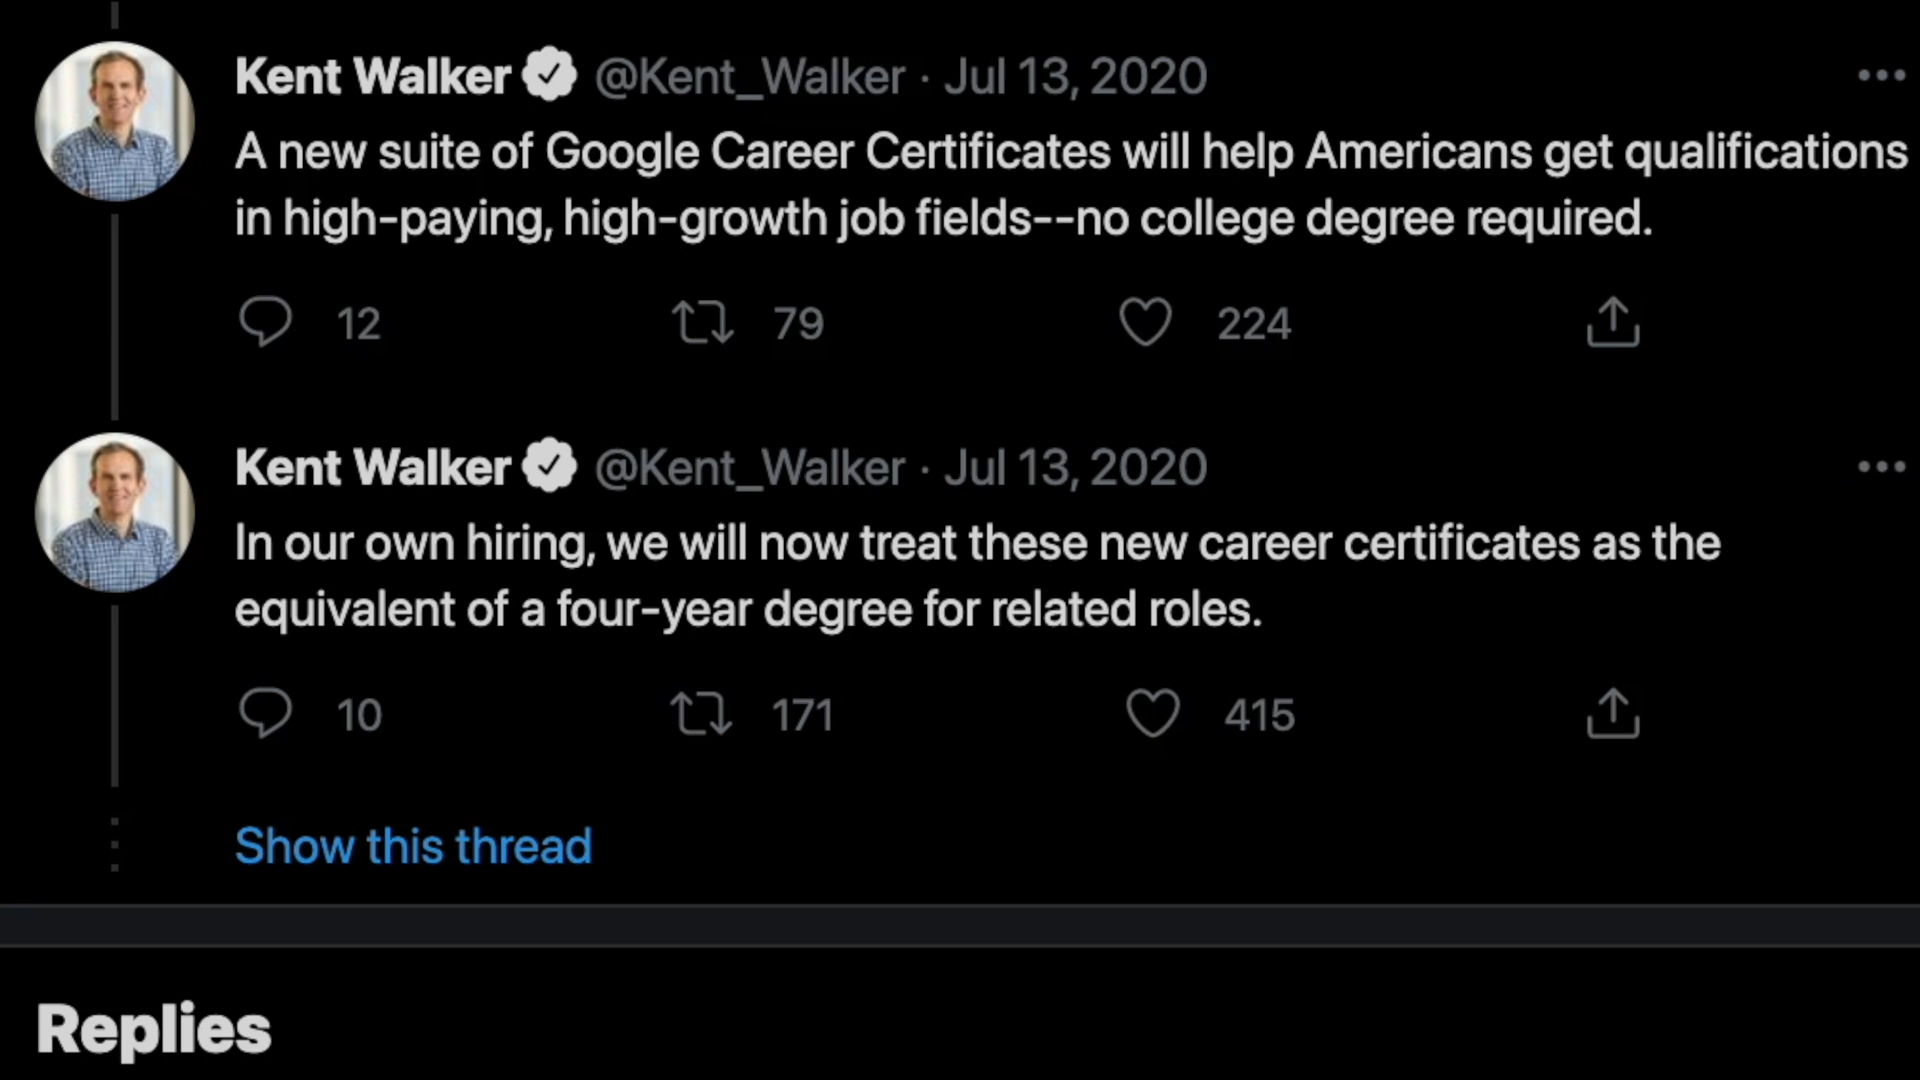 Kent Walker @Kent_Walker · Jul 13, 2020
A new suite of Google Career Certificates will help Americans get qualifications
in high-paying, high-growth job fields--no college degree required.
12 79 224
Kent Walker @Kent_Walker · Jul 13, 2020
In our own hiring, we will now treat these new career certificates as the
equivalent of a four-year degree for related roles.
10 171 415
Show this thread
Replies